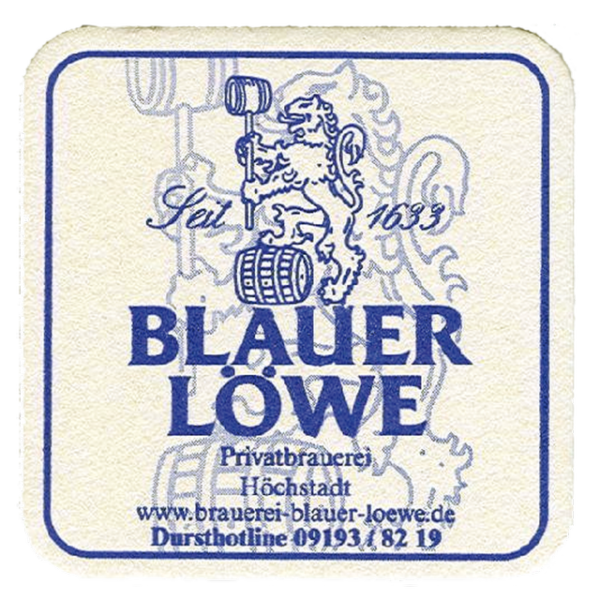 Seit 1633
BLAUER
LÖWE
Privatbrauerei
Höchstadt
www.brauerei-blauer-loewe.de
Dursthotline 09193 / 82 19